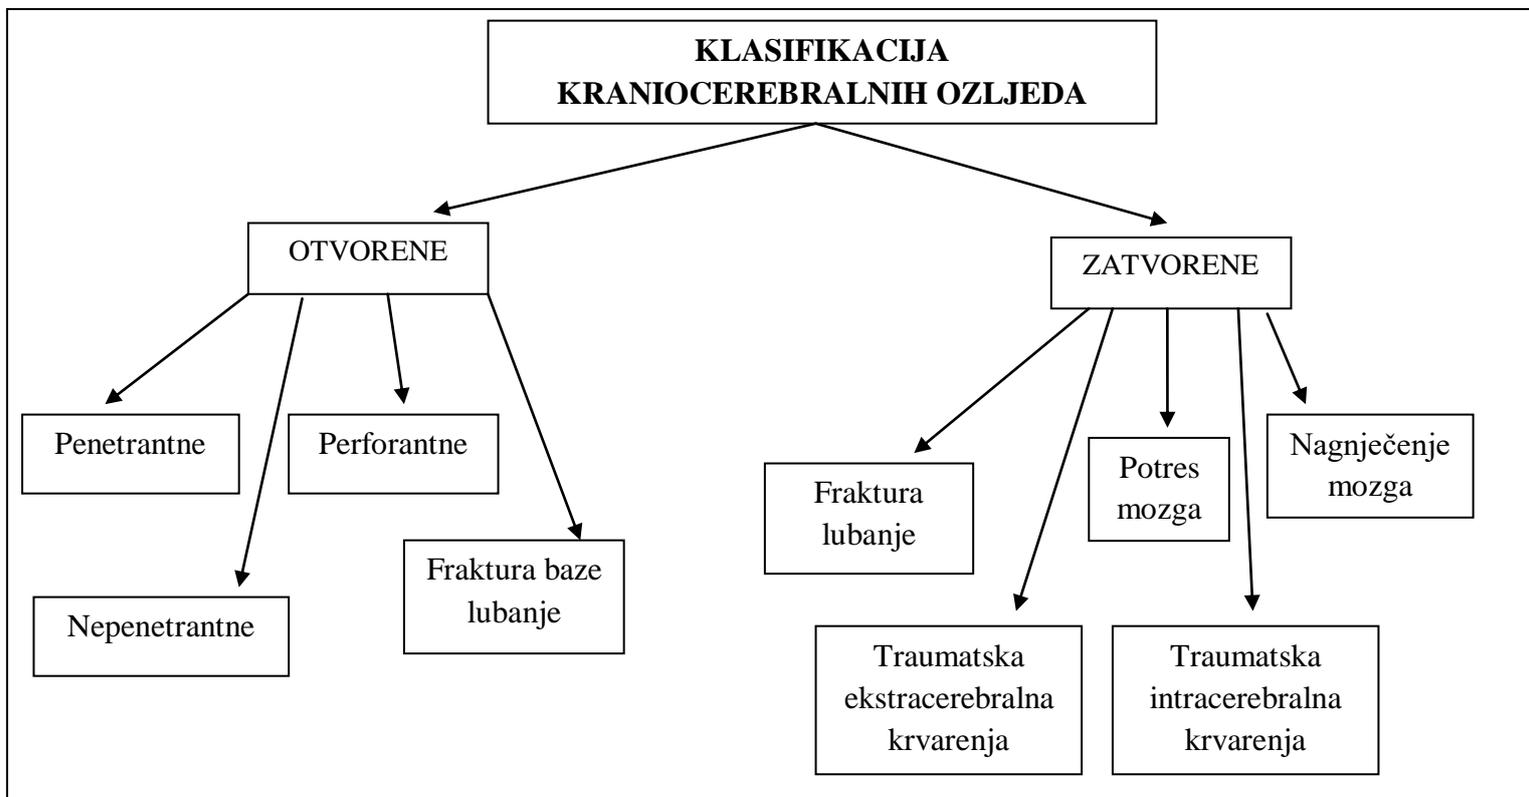 KLASIFIKACIJA
KRANIOCEREBRALNIH OZLJEDA
OTVORENE
ZATVORENE
Penetrantne
Perforantne
Nepenetrantne
Fraktura baze
lubanje
Fraktura
lubanje
Potres
mozga
Nagnječenje
mozga
Traumatska
ekstracerebralna
krvarenja
Traumatska
intracerebralna
krvarenja